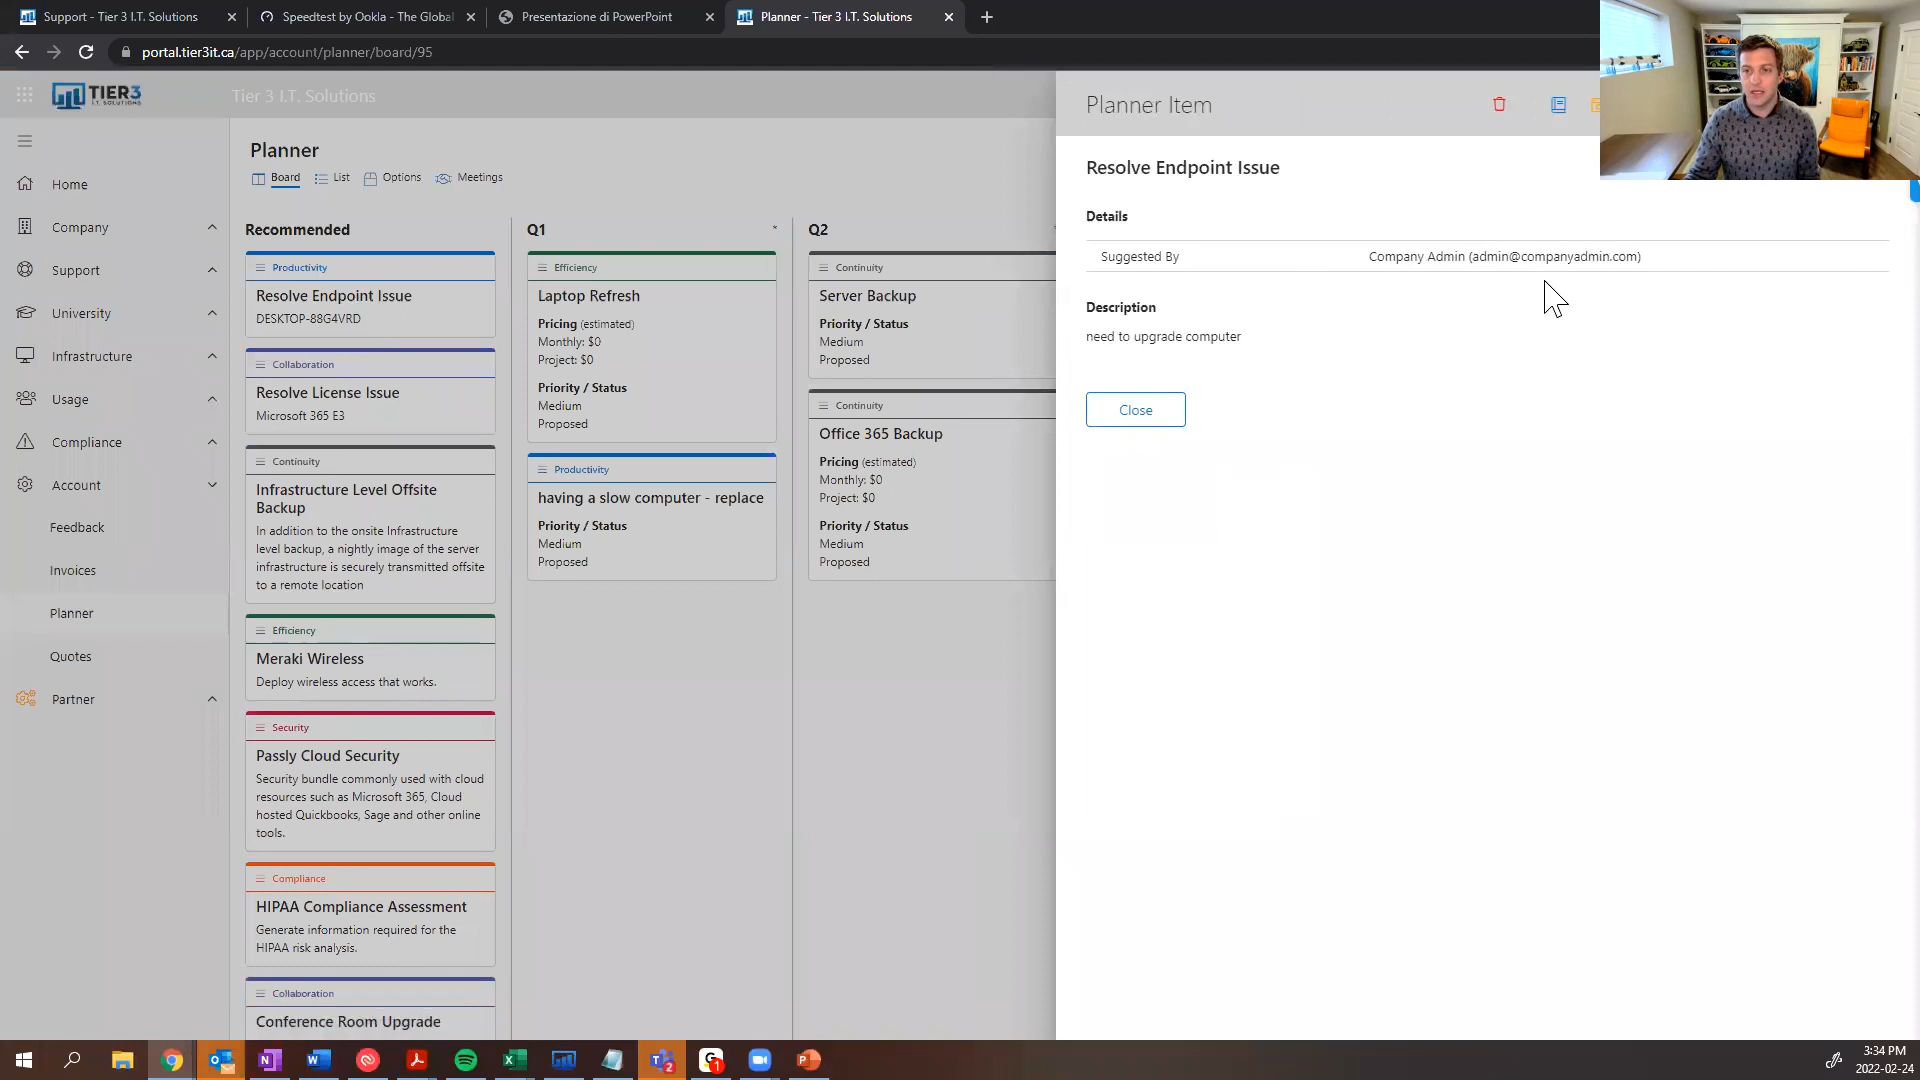 Support - Tier 3 I.T. Solutions
Speedtest by Ookla - The Global
Presentazione di PowerPoint
Planner - Tier 3 I.T. Solutions
portal.tier3it.ca/app/account/planner/board/95
TIER3
I.T. SOLUTIONS
Tier 3 I.T. Solutions
Home
Company
Support
University
Infrastructure
Usage
Compliance
Account
Feedback
Invoices
Planner
Quotes
Partner
Planner
Board
List
Options
Meetings
Recommended
Productivity
Resolve Endpoint Issue
DESKTOP-88G4VRD
Collaboration
Resolve License Issue
Microsoft 365 E3
Continuity
Infrastructure Level Offsite
Backup
In addition to the onsite Infrastructure
level backup, a nightly image of the server
infrastructure is securely transmitted offsite
to a remote location
Efficiency
Meraki Wireless
Deploy wireless access that works.
Security
Passly Cloud Security
Security bundle commonly used with cloud
resources such as Microsoft 365, Cloud
hosted Quickbooks, Sage and other online
tools.
Compliance
HIPAA Compliance Assessment
Generate information required for the
HIPAA risk analysis.
Collaboration
Conference Room Upgrade
Q1
Efficiency
Laptop Refresh
Pricing (estimated)
Monthly: $0
Project: $0
Priority / Status
Medium
Proposed
Productivity
having a slow computer - replace
Priority / Status
Medium
Proposed
Q2
Continuity
Server Backup
Priority / Status
Medium
Proposed
Continuity
Office 365 Backup
Pricing (estimated)
Monthly: $0
Project: $0
Priority / Status
Medium
Proposed
Planner Item
Resolve Endpoint Issue
Details
Suggested By
Company Admin (admin@companyadmin.com)
Description
need to upgrade computer
Close
3:34 PM
2022-02-24